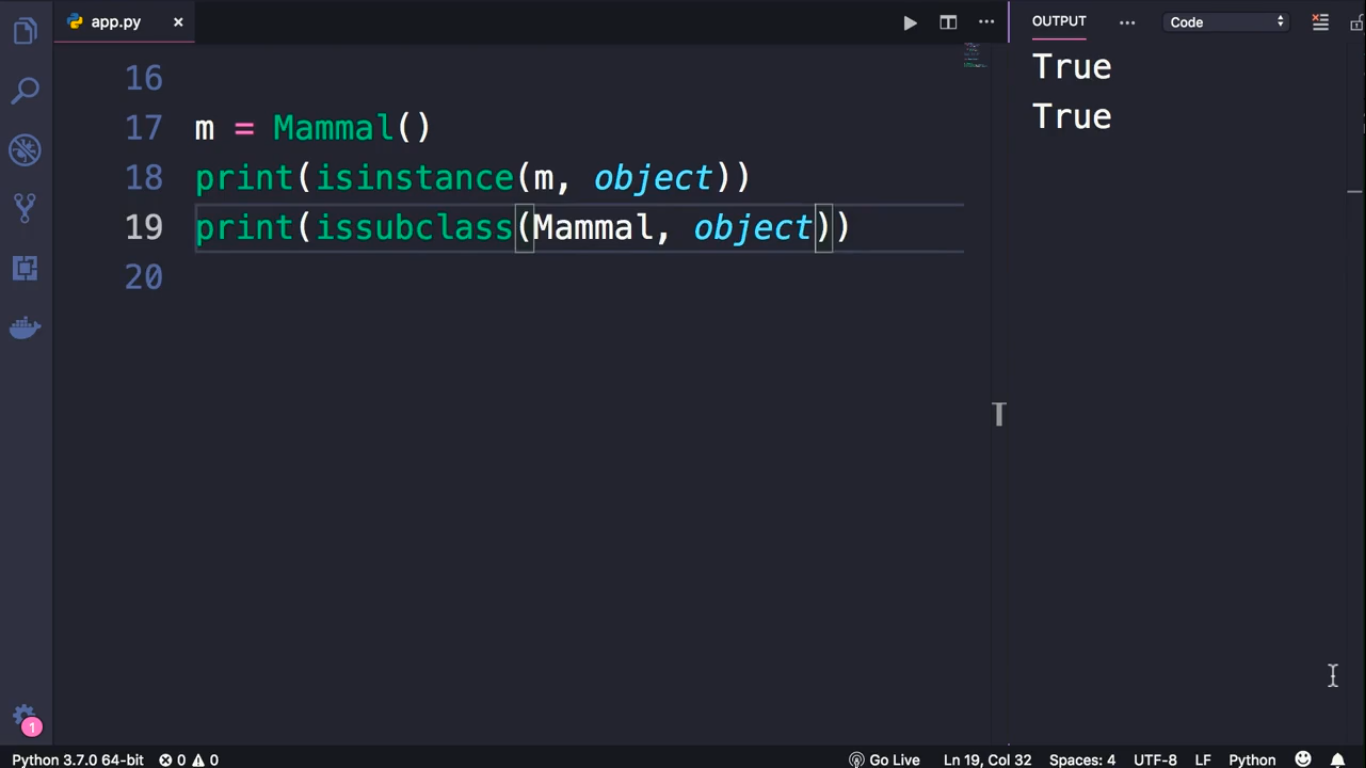 app.py
OUTPUT
Code
16
17 m = Mammal()
18 print(isinstance(m, object))
19 print(issubclass(Mammal, object))
20
True
True
1
Python 3.7.0 64-bit 0 0 Go Live Ln 19, Col 32 Spaces: 4 UTF-8 LF Python